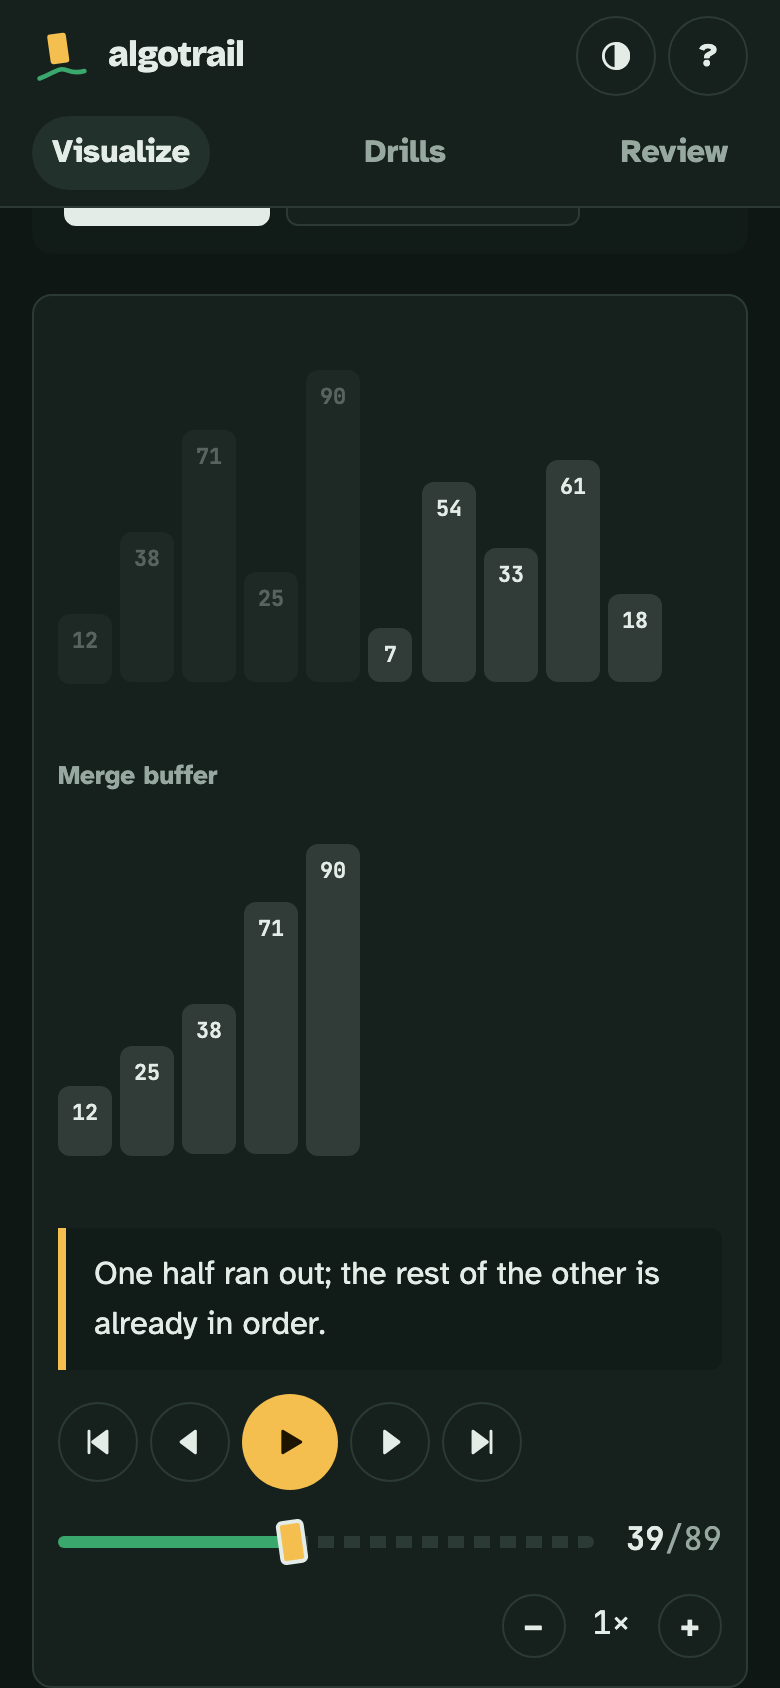 algotrail
?
Visualize Drills Review
90
71
61
54
38
33
25
18
12
7
Merge buffer
90
71
38
25
12
One half ran out; the rest of the other is
already in order.
39/89
− 1× +